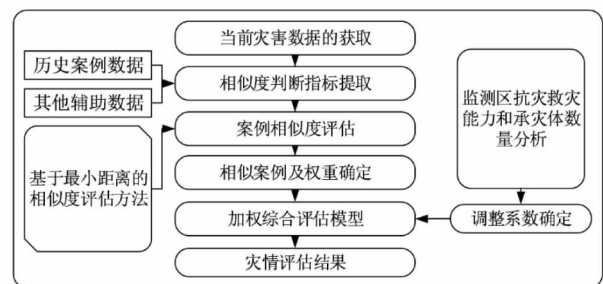 当前灾害数据的获取
历史案例数据
相似度判断指标提取
其他辅助数据
案例相似度评估
基于最小距离的
相似度评估方法
相似案例及权重确定
监测区抗灾救灾
能力和承灾体数
量分析
加权综合评估模型
调整系数确定
灾情评估结果